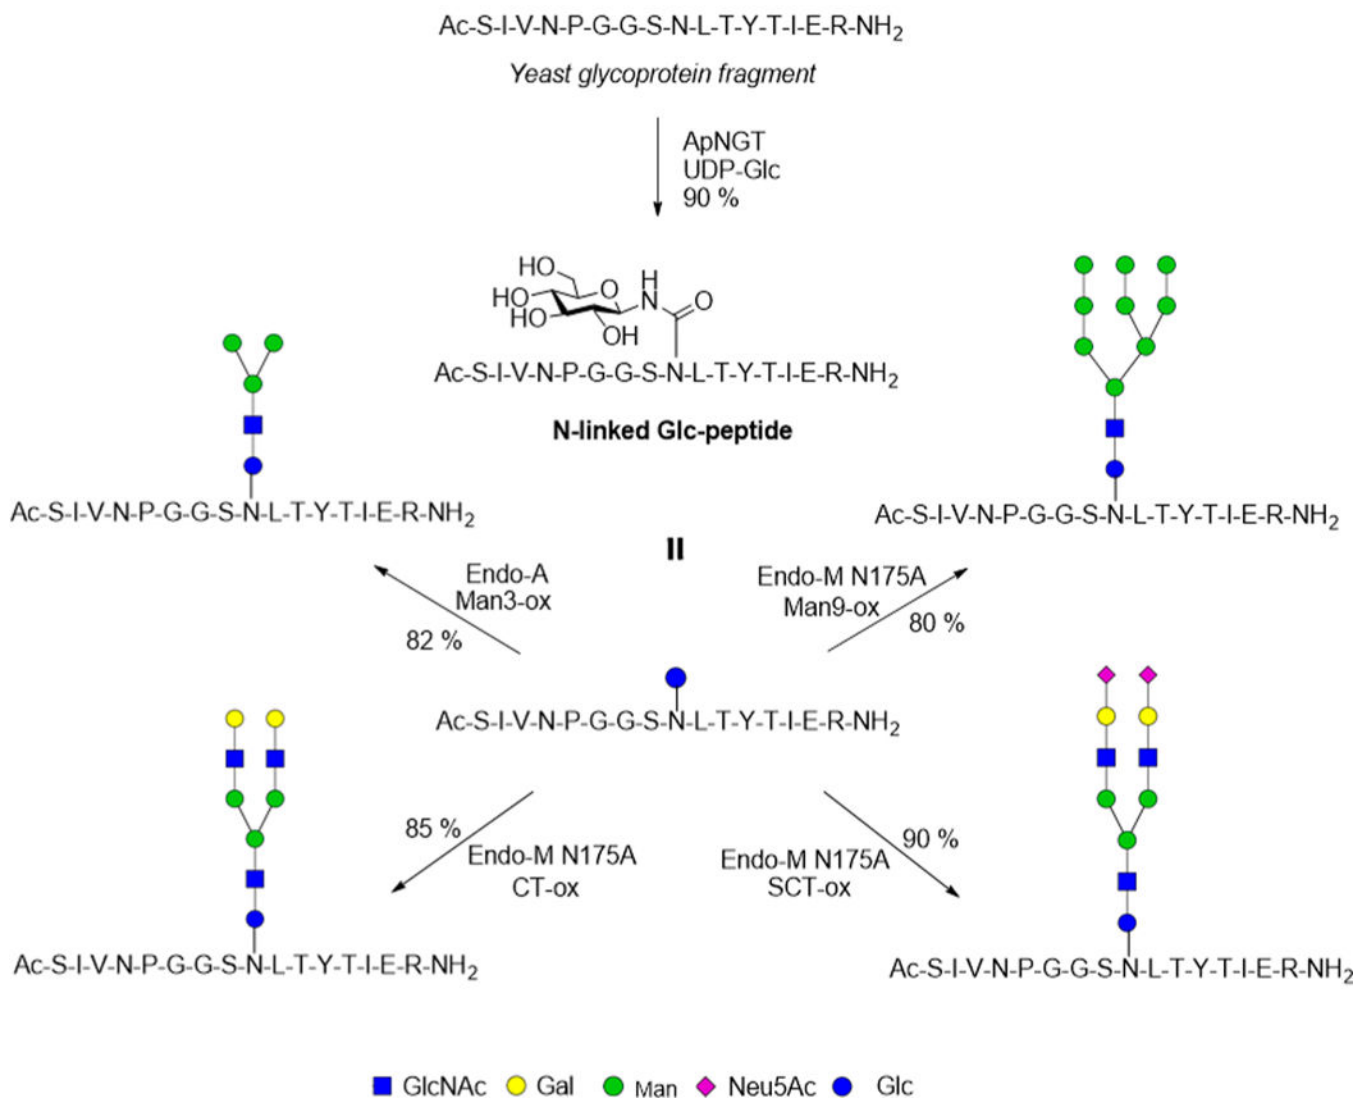 Ac-S-I-V-N-P-G-G-S-N-L-T-Y-T-I-E-R-NH2
Yeast glycoprotein fragment
ApNGT
UDP-Glc
90 %
HO
HO
HO
O
OH
H
N
O
Ac-S-I-V-N-P-G-G-S-N-L-T-Y-T-I-E-R-NH2
N-linked Glc-peptide
Ac-S-I-V-N-P-G-G-S-N-L-T-Y-T-I-E-R-NH2
Ac-S-I-V-N-P-G-G-S-N-L-T-Y-T-I-E-R-NH2
II
Endo-A
Man3-ox
82 %
Endo-M N175A
Man9-ox
80 %
Ac-S-I-V-N-P-G-G-S-N-L-T-Y-T-I-E-R-NH2
85 %
Endo-M N175A
CT-ox
90 %
Endo-M N175A
SCT-ox
Ac-S-I-V-N-P-G-G-S-N-L-T-Y-T-I-E-R-NH2
Ac-S-I-V-N-P-G-G-S-N-L-T-Y-T-I-E-R-NH2
GlcNAc Gal Man Neu5Ac Glc